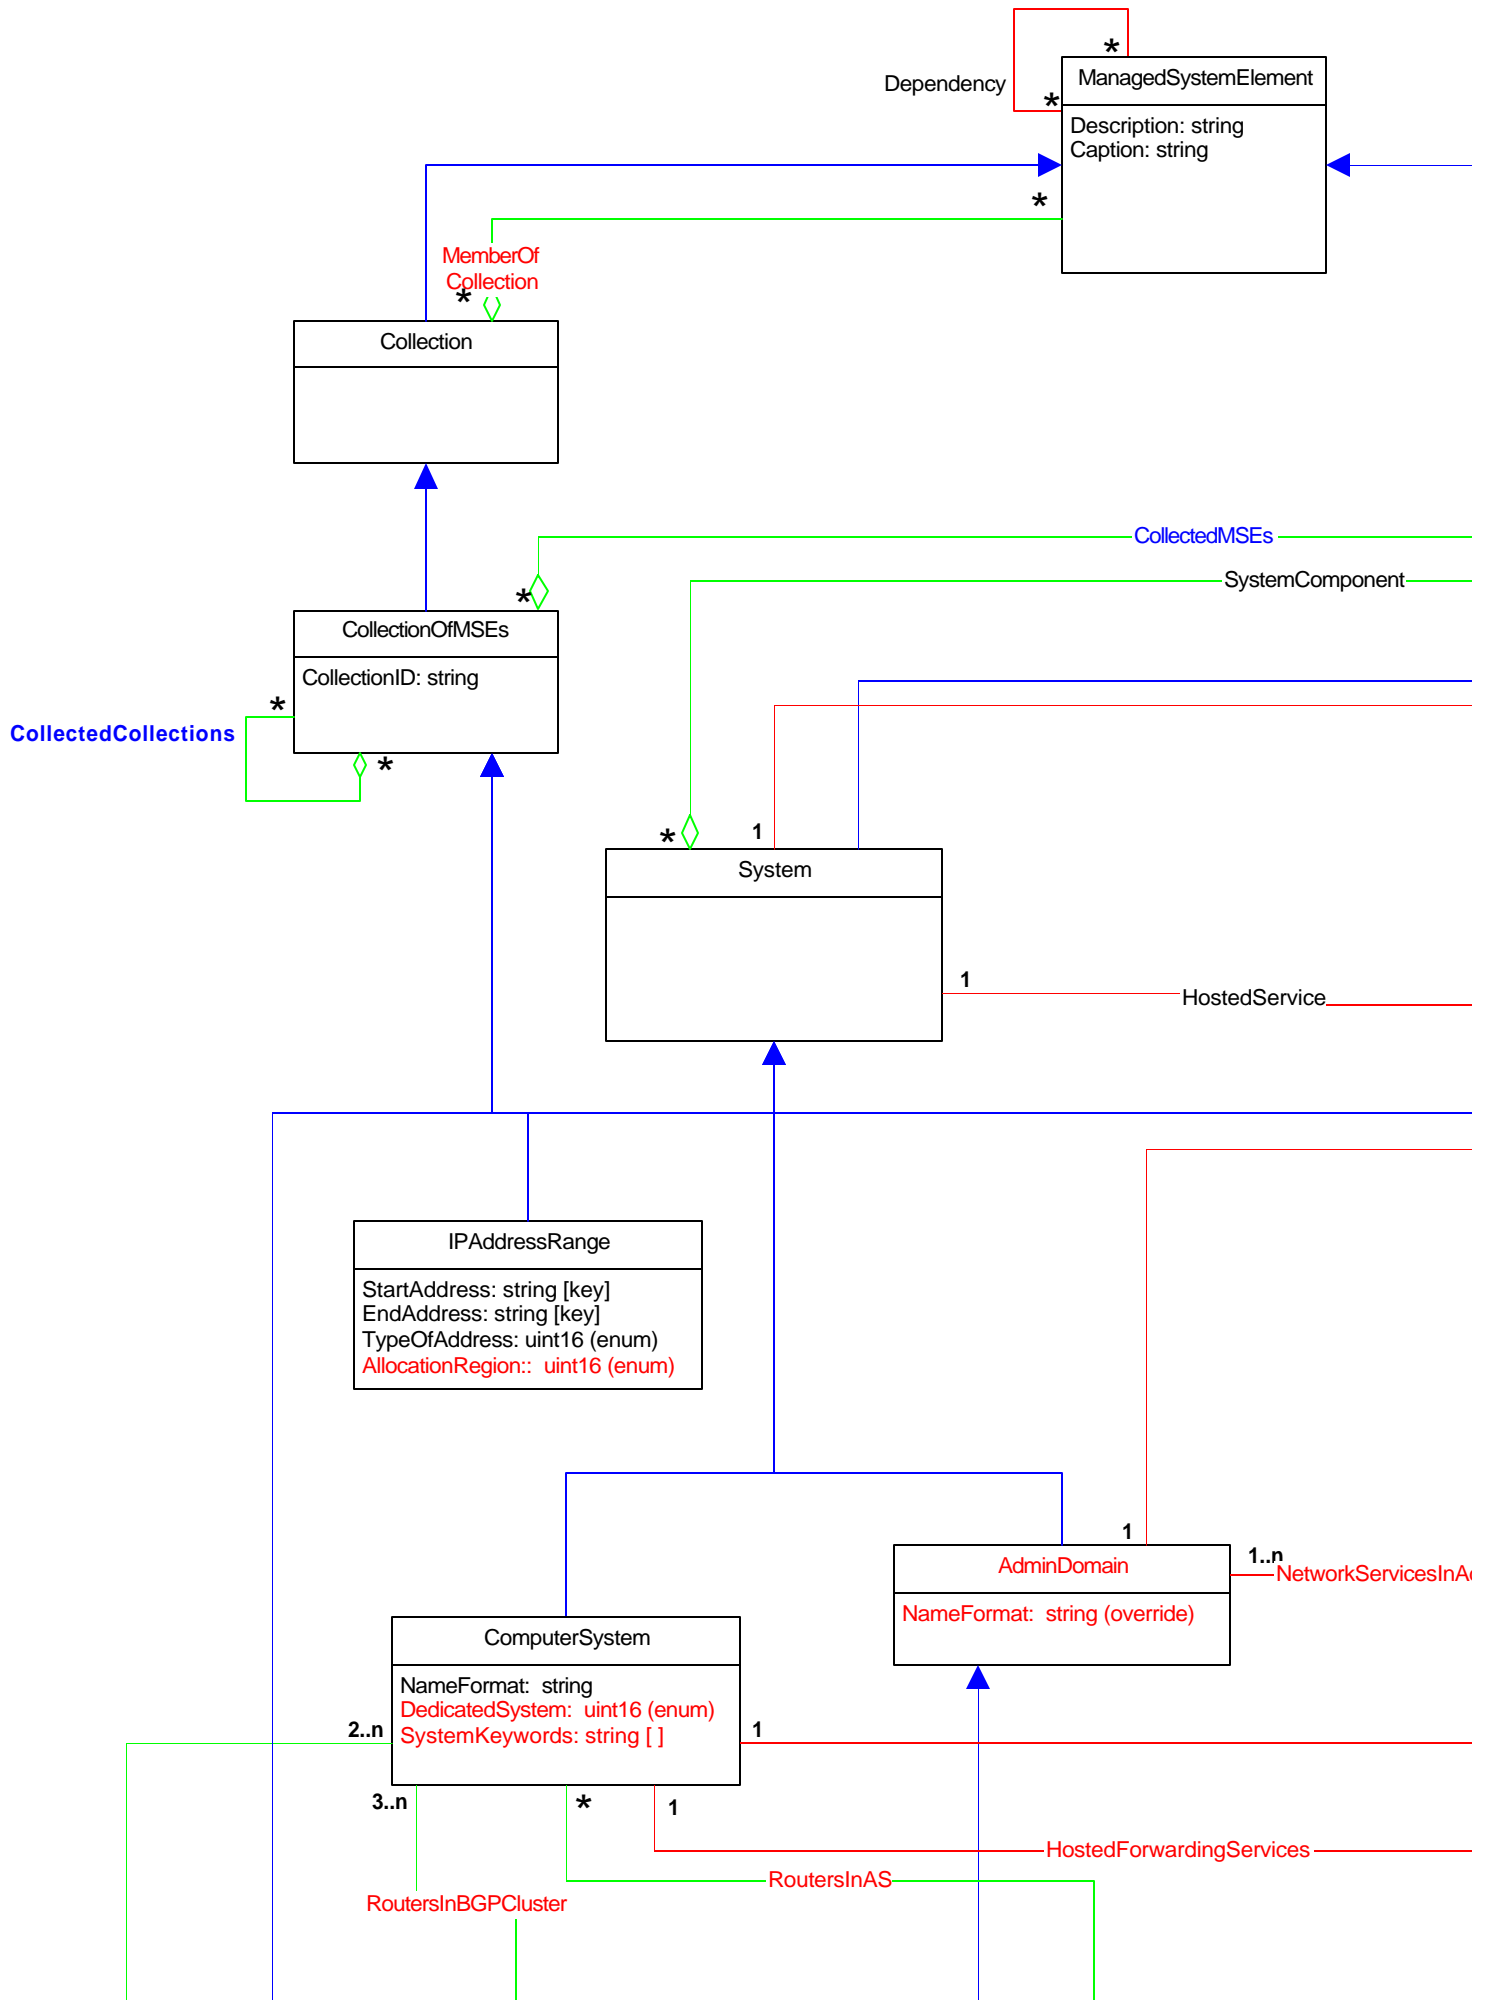 *
ManagedSystemElement
Dependency
*
Description: string
Caption: string
*
MemberOf
Collection
*
Collection
CollectedMSEs
SystemComponent
*
CollectionOfMSEs
CollectionID: string
*
CollectedCollections
*
*
1
System
1
HostedService
IPAddressRange
StartAddress: string [key]
EndAddress: string [key]
TypeOfAddress: uint16 (enum)
AllocationRegion::  uint16 (enum)
1
1..n
AdminDomain
NetworkServicesInAd
NameFormat:  string (override)
ComputerSystem
NameFormat:  string
DedicatedSystem:  uint16 (enum)
SystemKeywords: string [ ]
2..n
1
3..n
*
1
HostedForwardingServices
RoutersInAS
RoutersInBGPCluster